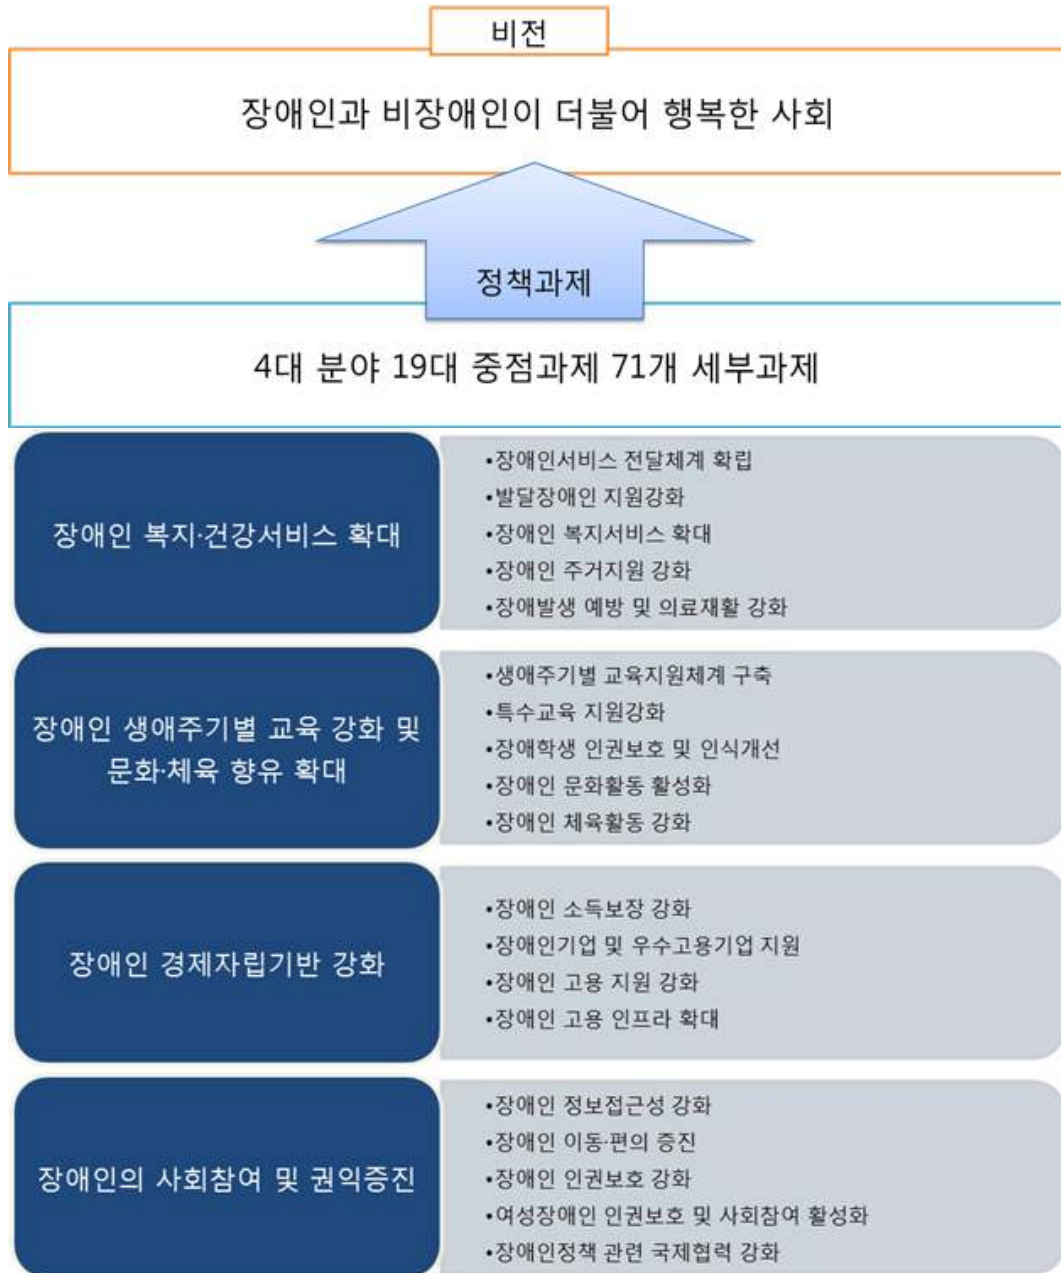 비전
장애인과 비장애인이 더불어 행복한 사회
정책과제
4대 분야 19대 중점과제 71개 세부과제
장애인 복지·건강서비스 확대
•장애인서비스 전달체계 확립
•발달장애인 지원강화
•장애인 복지서비스 확대
•장애인 주거지원 강화
•장애발생 예방 및 의료재활 강화
장애인 생애주기별 교육 강화 및
문화·체육 향유 확대
•생애주기별 교육지원체계 구축
•특수교육 지원강화
•장애학생 인권보호 및 인식개선
•장애인 문화활동 활성화
•장애인 체육활동 강화
장애인 경제자립기반 강화
•장애인 소득보장 강화
•장애인기업 및 우수고용기업 지원
•장애인 고용 지원 강화
•장애인 고용 인프라 확대
장애인의 사회참여 및 권익증진
•장애인 정보접근성 강화
•장애인 이동·편의 증진
•장애인 인권보호 강화
•여성장애인 인권보호 및 사회참여 활성화
•장애인정책 관련 국제협력 강화